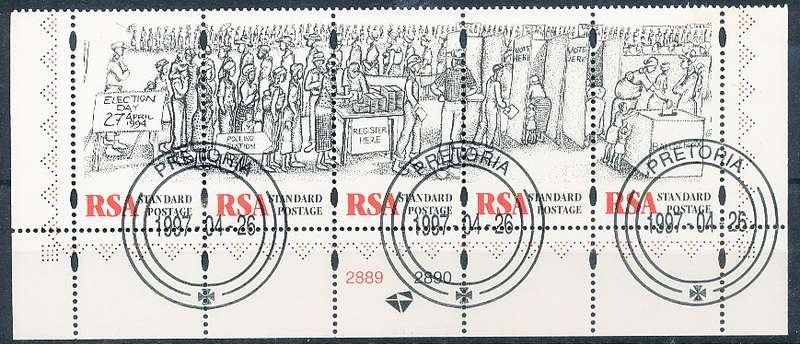 ELECTION
DAY
27 APRIL
1994
POLLING
STATION
REGISTER
HERE
VOTE
HERE
VOTE
HERE
RSA STANDARD
POSTAGE
RSA STANDARD
POSTAGE
RSA STANDARD
POSTAGE
RSA STANDARD
POSTAGE
RSA STANDARD
POSTAGE
PRETORIA
1997-04-26
PRETORIA
1997-04-26
PRETORIA
1997-04-26
2889 2890